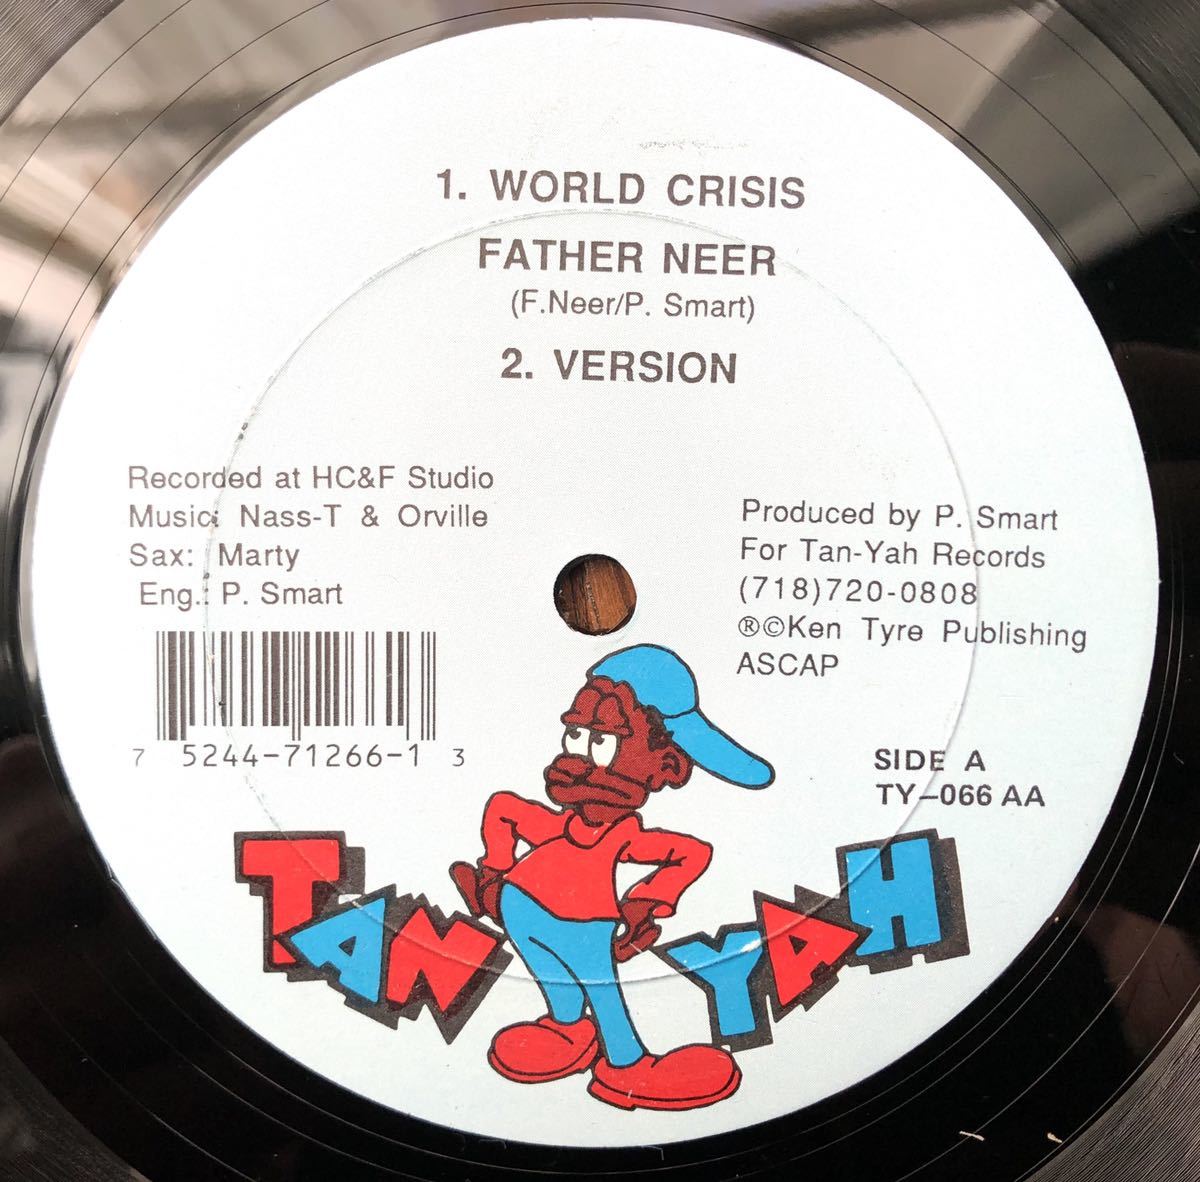 1. WORLD CRISIS
FATHER NEER
(F.Neer/P. Smart)
2. VERSION
Recorded at HC&F Studio
Music: Nass-T & Orville
Sax: Marty
Eng.: P. Smart
Produced by P. Smart
For Tan-Yah Records
(718)720-0808
®©Ken Tyre Publishing
ASCAP
7 5244-71266-1 3
SIDE A
TY-066 AA
TAN YAH